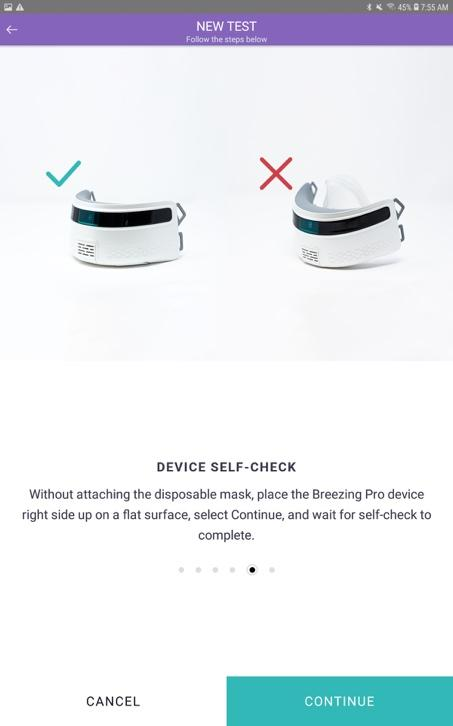 45% 7:55 AM
NEW TEST
Follow the steps below
DEVICE SELF-CHECK
Without attaching the disposable mask, place the Breezing Pro device
right side up on a flat surface, select Continue, and wait for self-check to
complete.
CANCEL
CONTINUE